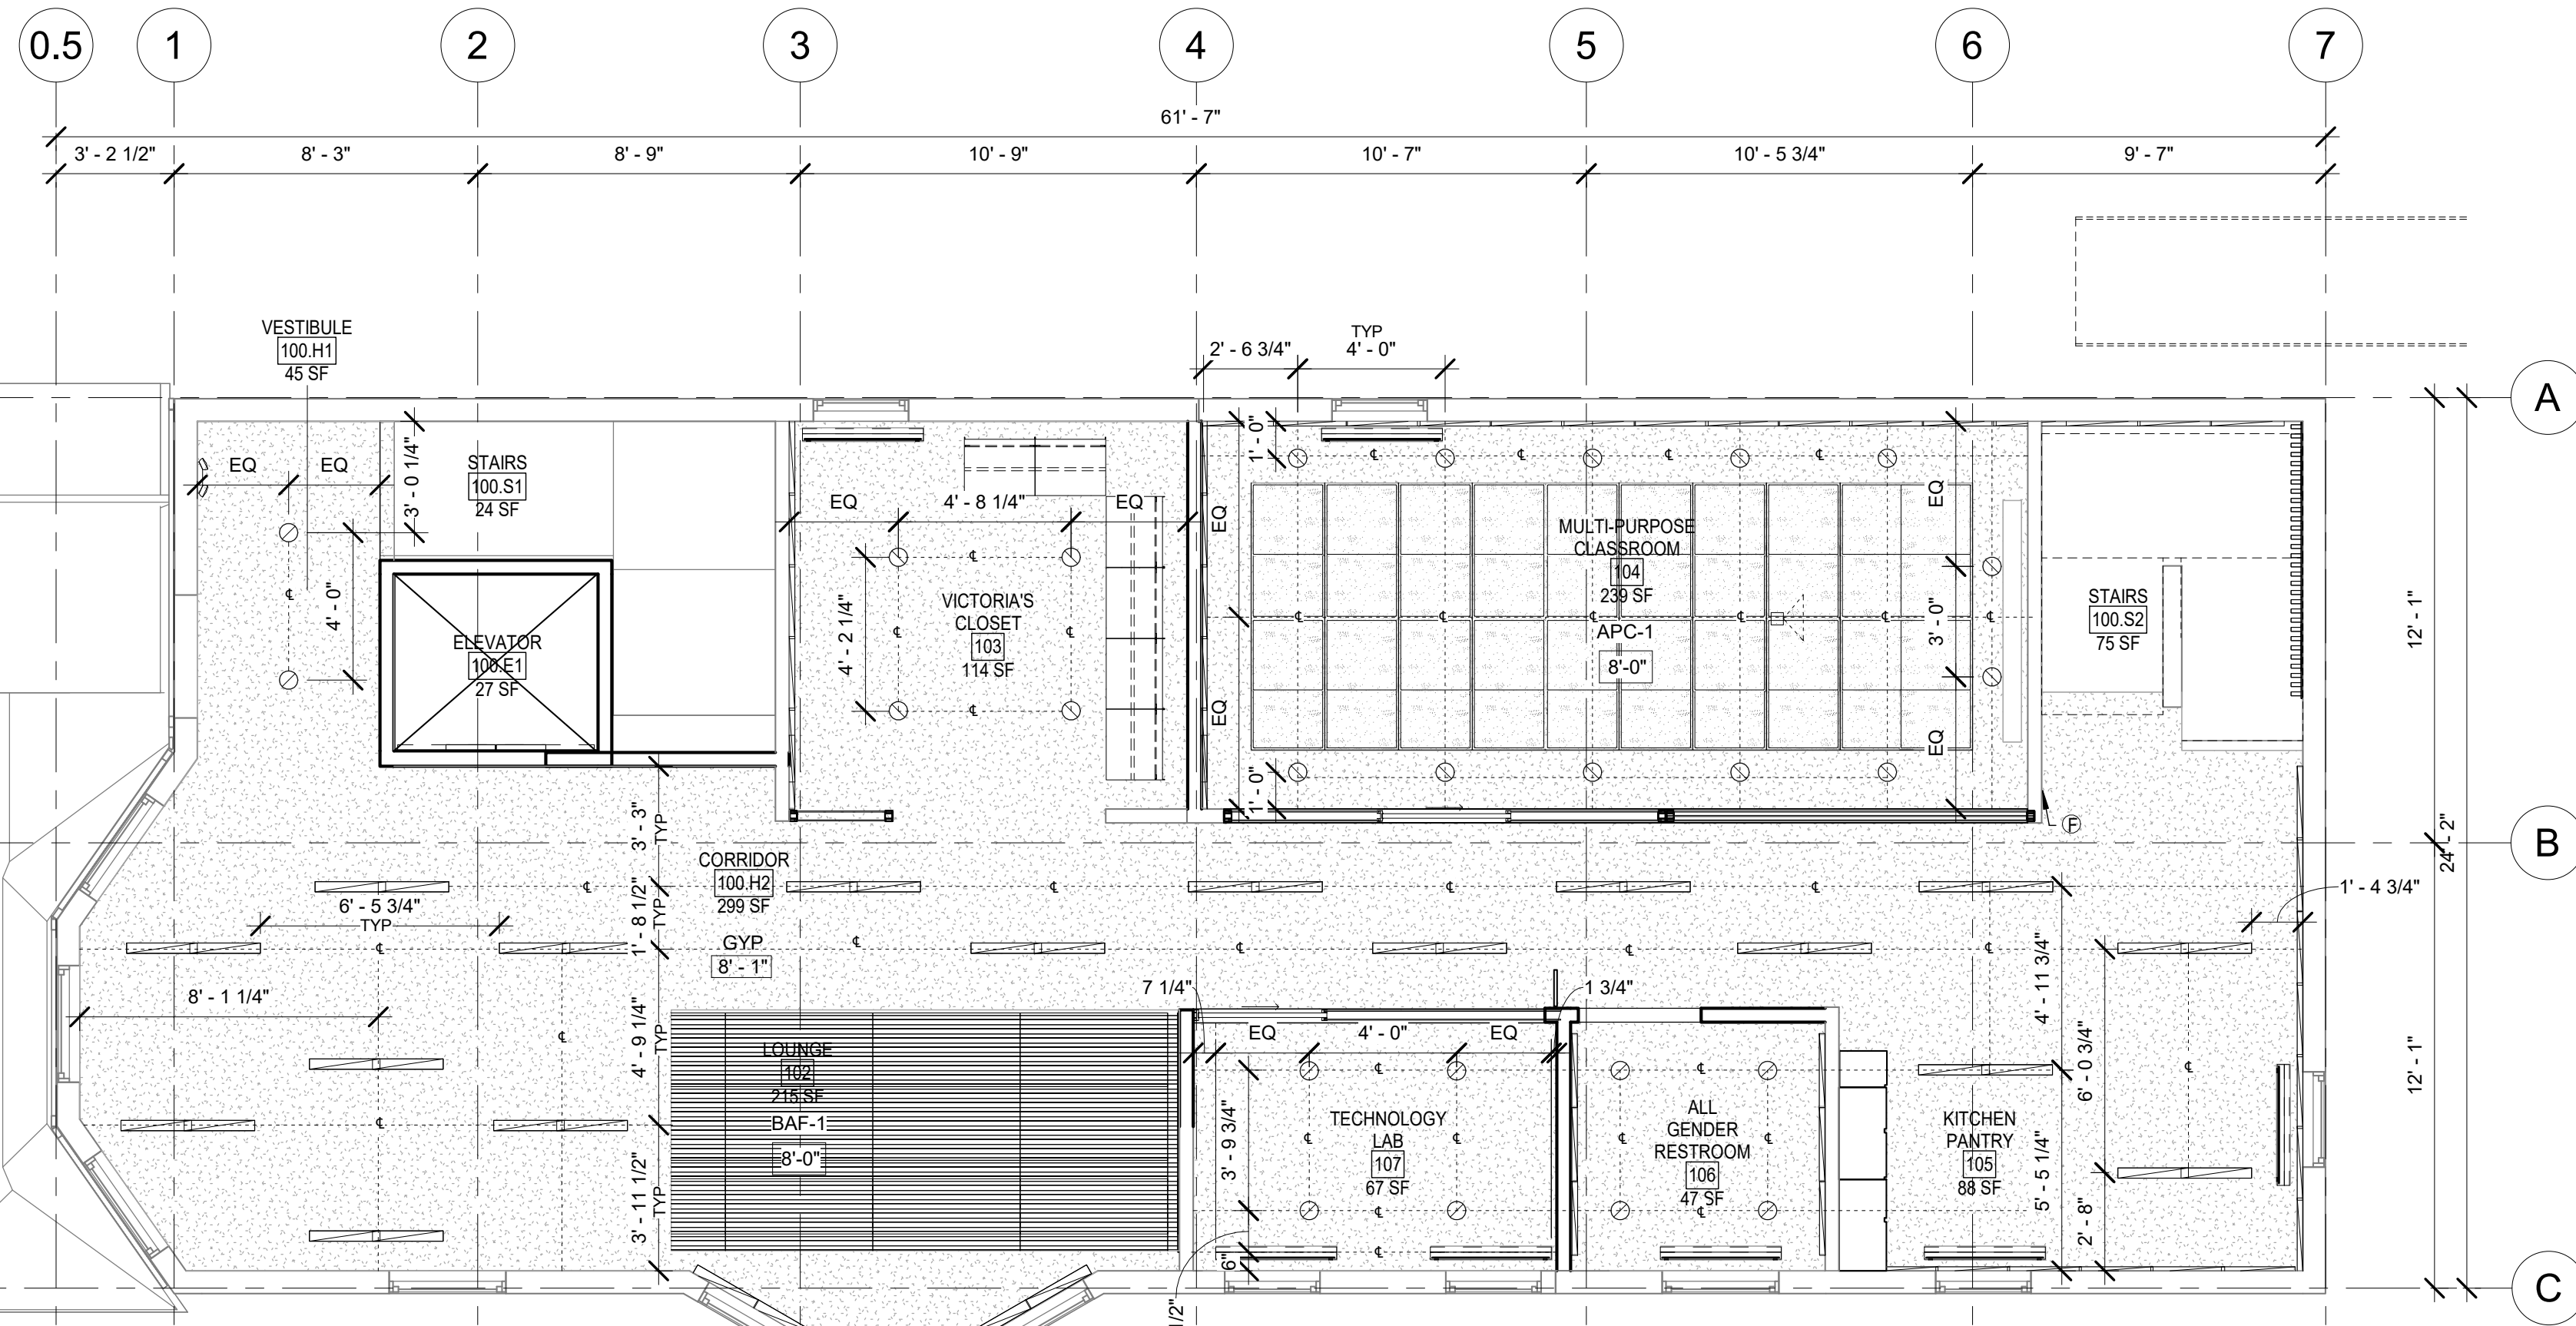 0.5
1
2
3
4
5
6
7
61' - 7"
3' - 2 1/2"
8' - 3"
8' - 9"
10' - 9"
10' - 7"
10' - 5 3/4"
9' - 7"
VESTIBULE
100.H1
45 SF
TYP
2' - 6 3/4"
4' - 0"
A
EQ
EQ
3' - 0 1/4"
STAIRS
100.S1
24 SF
EQ
4' - 8 1/4"
EQ
1' - 0"
EQ
EQ
MULTI-PURPOSE
CLASSROOM
104
239 SF
4' - 0"
ELEVATOR
100.E1
27 SF
4' - 2 1/4"
VICTORIA'S
CLOSET
103
114 SF
APC-1
8'-0"
3' - 0"
STAIRS
100.S2
75 SF
12' - 1"
EQ
EQ
1' - 0"
F
B
24' - 2"
3' - 3"
TYP
CORRIDOR
100.H2
299 SF
1' - 4 3/4"
6' - 5 3/4"
TYP
1' - 8 1/2"
TYP
GYP
8' - 1"
4' - 11 3/4"
8' - 1 1/4"
7 1/4"
1 3/4"
4' - 9 1/4"
TYP
EQ
4' - 0"
EQ
LOUNGE
102
215 SF
BAF-1
8'-0"
3' - 9 3/4"
TECHNOLOGY
LAB
107
67 SF
ALL
GENDER
RESTROOM
106
47 SF
KITCHEN
PANTRY
105
88 SF
6' - 0 3/4"
12' - 1"
3' - 11 1/2"
TYP
6"
5' - 5 1/4"
2' - 8"
C
1/2"